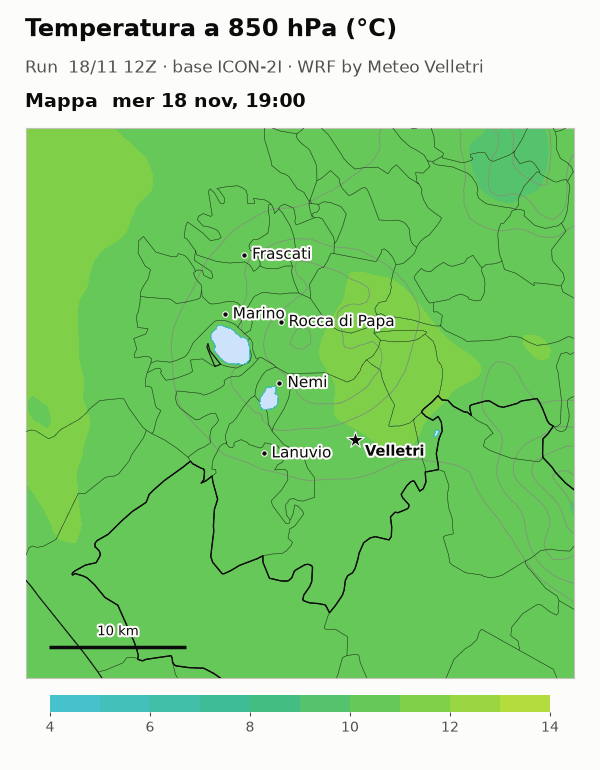 Temperatura a 850 hPa (°C)
Run  18/11 12Z · base ICON-2I · WRF by Meteo Velletri
Mappa  mer 18 nov, 19:00
Frascati
Marino
Rocca di Papa
Nemi
Velletri
Lanuvio
10 km
4 6 8 10 12 14